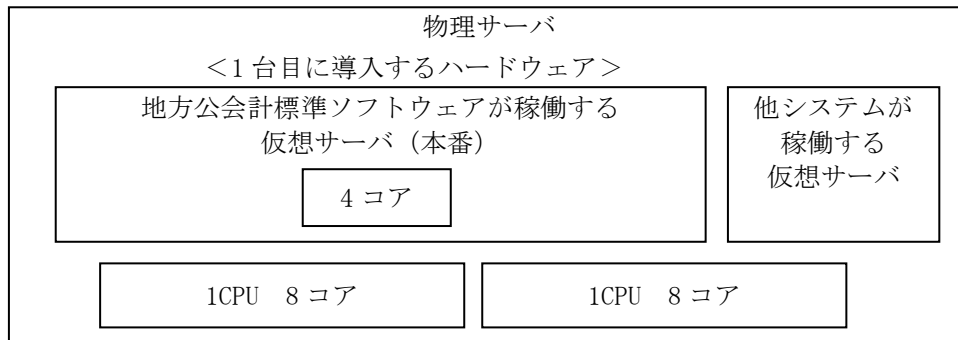 物理サーバ
＜1台目に導入するハードウェア＞
地方公会計標準ソフトウェアが稼働する
仮想サーバ（本番）
4コア
他システムが
稼働する
仮想サーバ
1CPU　8コア
1CPU　8コア